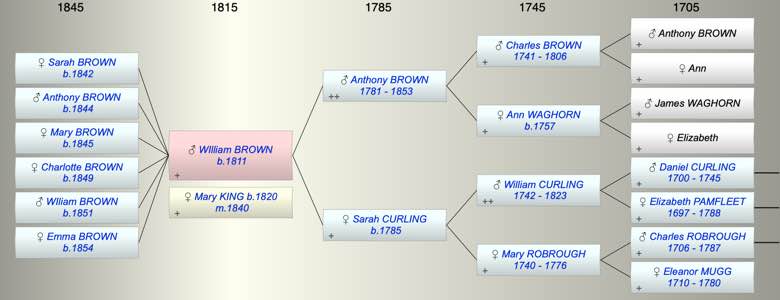 1845
1815
1785
1745
1705
♀ Sarah BROWN
b.1842
♂ Anthony BROWN
b.1844
♀ Mary BROWN
b.1845
♀ Charlotte BROWN
b.1849
♂ WIlliam BROWN
b.1851
♀ Emma BROWN
b.1854
♂ WIlliam BROWN
b.1811
+
♀ Mary KING b.1820
m.1840
+
♂ Anthony BROWN
1781 - 1853
++
♀ Sarah CURLING
b.1785
+
♂ Charles BROWN
1741 - 1806
+
♀ Ann WAGHORN
b.1757
+
♂ William CURLING
1742 - 1823
++
♀ Mary ROBROUGH
1740 - 1776
+
♂ Anthony BROWN
+
♀ Ann
+
♂ James WAGHORN
+
♀ Elizabeth
+
♂ Daniel CURLING
1700 - 1745
+
♀ Elizabeth PAMFLEET
1697 - 1788
+
♂ Charles ROBROUGH
1706 - 1787
+
♀ Eleanor MUGG
1710 - 1780
+